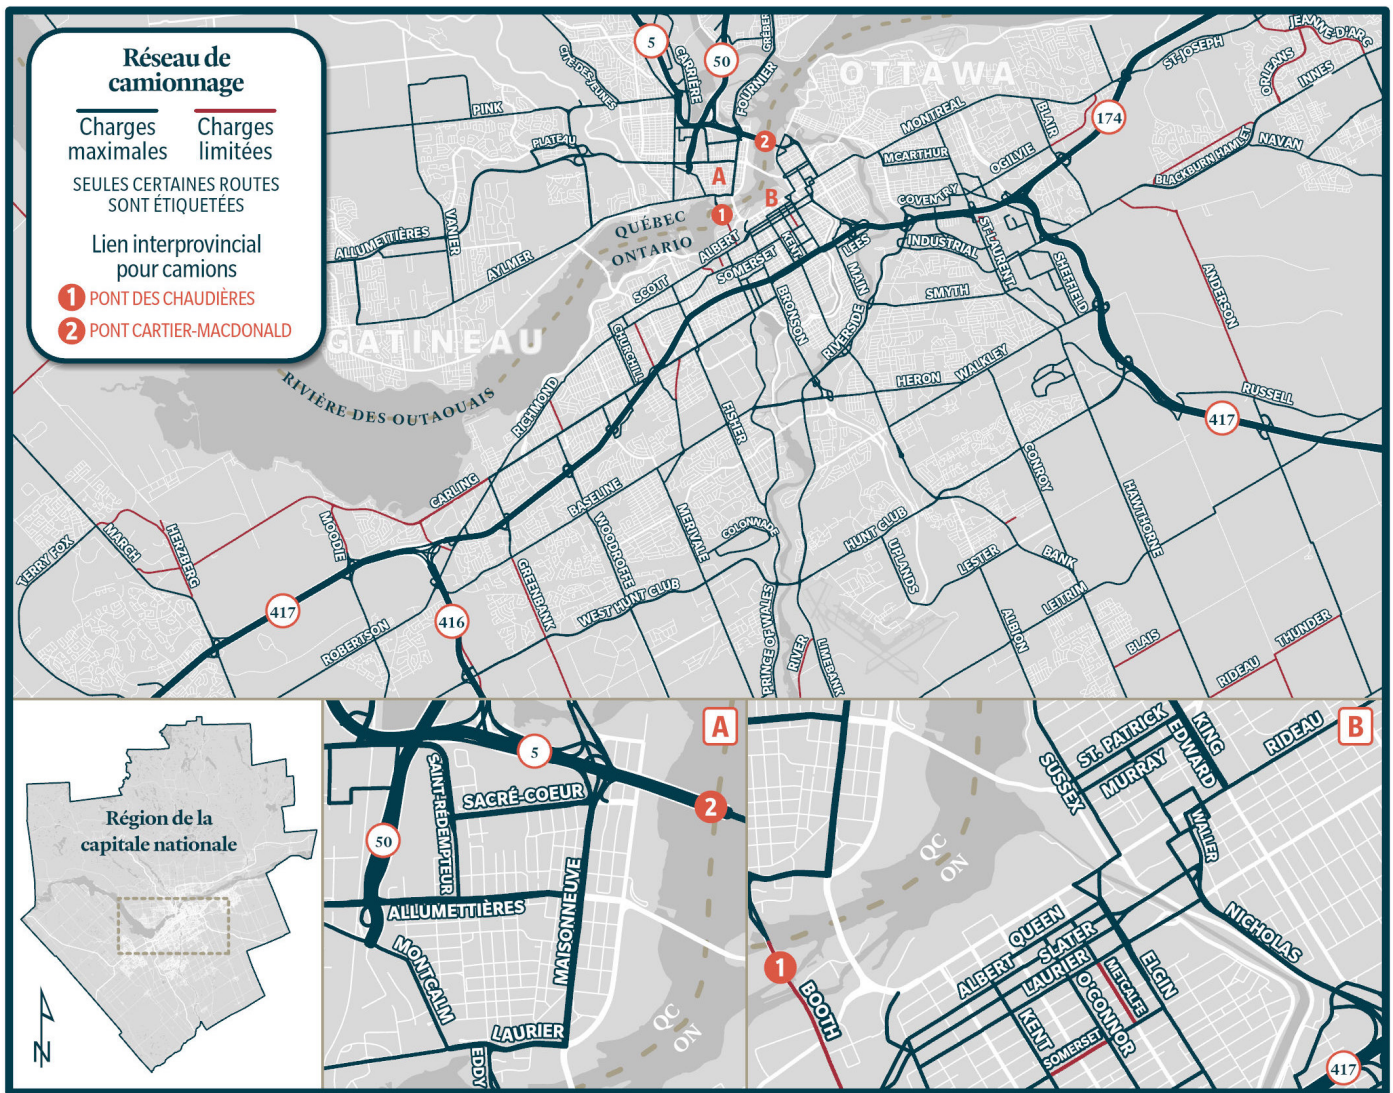 Réseau de
camionnage
Charges
maximales
Charges
limitées
SEULES CERTAINES ROUTES
SONT ÉTIQUETÉES
Lien interprovincial
pour camions
1 PONT DES CHAUDIÈRES
2 PONT CARTIER-MACDONALD
5
50
CITÉ-DES-JEUNES
CARRIÈRE
FOURNIER
GRÉBER
OTTAWA
ST-JOSEPH
JEANNE-D'ARC
ORLÉANS
INNES
PINK
PLATEAU
2
MONTREAL
BLAIR
174
MCARTHUR
OGILVIE
BLACKBURN HAMLET
NAVAN
A
B
1
COVENTRY
VANIER
ALLUMETTIÈRES
AYLMER
QUÉBEC
ONTARIO
ALBERT
KENT
LEES
INDUSTRIAL
ST-LAURENT
SHEFFIELD
ANDERSON
SCOTT
SOMERSET
MAIN
SMYTH
BRONSON
RIVERSIDE
GATINEAU
CHURCHILL
RIVIÈRE DES OUTAOUAIS
RICHMOND
FISHER
HERON
WALKLEY
RUSSELL
417
CARLING
BASELINE
CONROY
HAWTHORNE
TERRY FOX
MARCH
HERZBERG
MOODIE
WOODROFFE
MERIVALE
COLONNADE
HUNT CLUB
UPLANDS
LESTER
BANK
417
416
GREENBANK
WEST HUNT CLUB
LEITRIM
ALBION
ROBERTSON
PRINCE OF WALES
RIVER
LIMEBANK
BLAIS
RIDEAU
THUNDER
Région de la
capitale nationale
N
A
5
2
SAINT-RÉDEMPTEUR
SACRÉ-COEUR
50
ALLUMETTIÈRES
MAISONNEUVE
MONTCALM
LAURIER
EDDY
QC
ON
B
ST. PATRICK
KING
EDWARD
RIDEAU
SUSSEX
MURRAY
WALLER
QC
ON
QUEEN
NICHOLAS
ALBERT
SLATER
LAURIER
ELGIN
METCALFE
O'CONNOR
1
BOOTH
KENT
SOMERSET
417